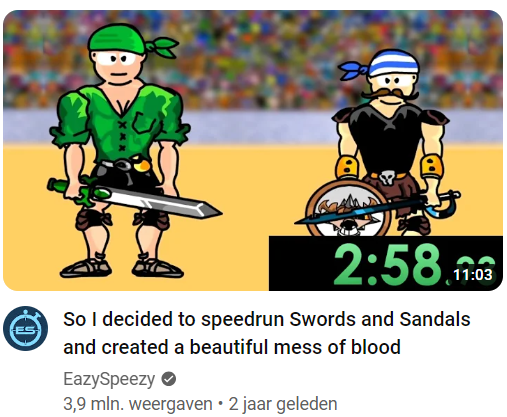 2:58
11:03
ES
So I decided to speedrun Swords and Sandals
and created a beautiful mess of blood
EazySpeezy
3,9 mln. weergaven • 2 jaar geleden